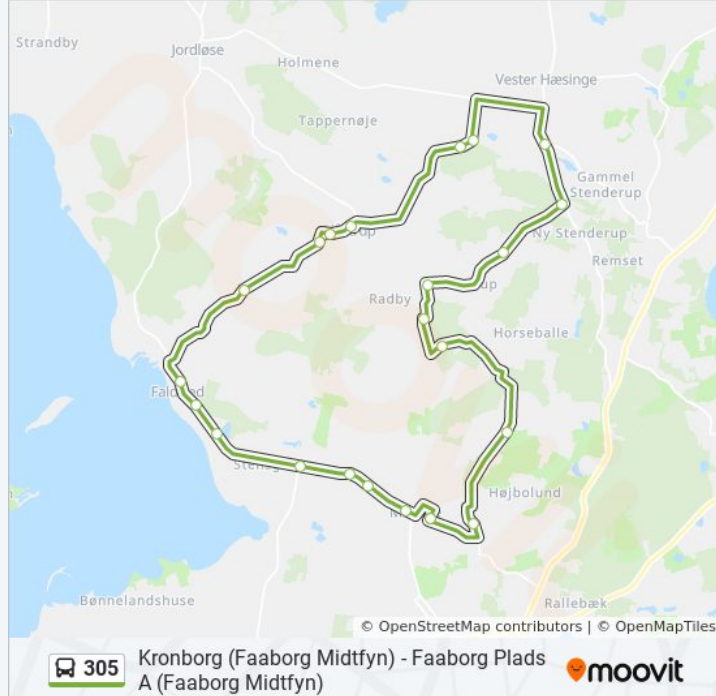 Strandby
Jordløse
Holmene
Vester Hæsinge
Tappernøje
Gammel
Stenderup
Ny Stenderup
Remset
Radby
Horseballe
Højbolund
Bønnelandshuse
Rallebæk
© OpenStreetMap contributors | © OpenMapTiles
305
Kronborg (Faaborg Midtfyn) - Faaborg Plads
A (Faaborg Midtfyn)
moovit